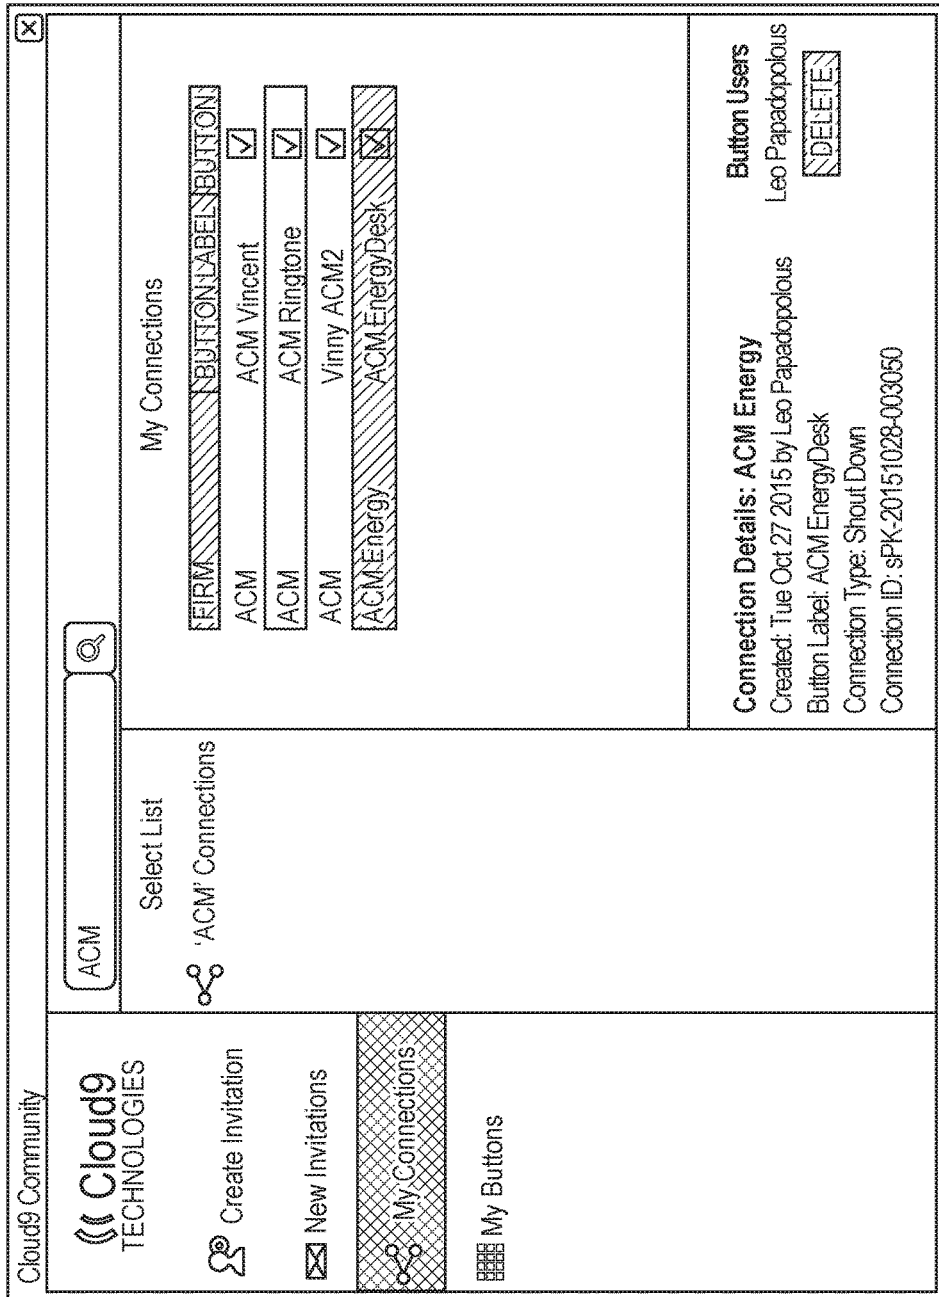 Cloud9 Community
Cloud9
TECHNOLOGIES
Create Invitation
New Invitations
My Connections
My Buttons
ACM
Select List
'ACM' Connections
My Connections
FIRM BUTTON LABEL BUTTON
ACM ACM Vincent
ACM ACM Ringtone
ACM Vinny ACM2
ACM Energy ACM EnergyDesk
Connection Details: ACM Energy
Created: Tue Oct 27 2015 by Leo Papadopolous
Button Label: ACM EnergyDesk
Connection Type: Shout Down
Connection ID: sPK-20151028-003050
Button Users
Leo Papadopolous
DELETE